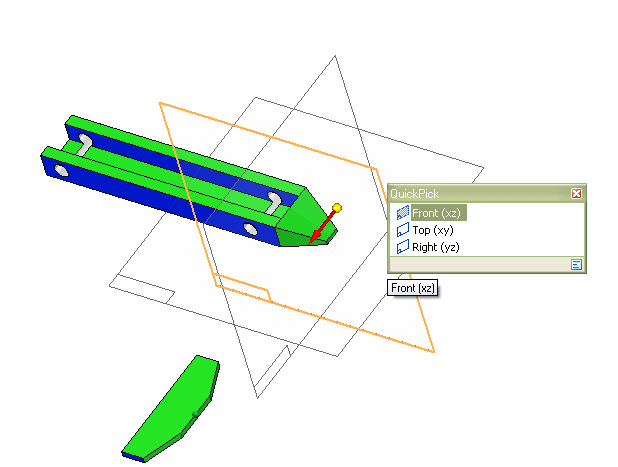 QuickPick
Front (xz)
Top (xy)
Right (yz)
Front (xz)